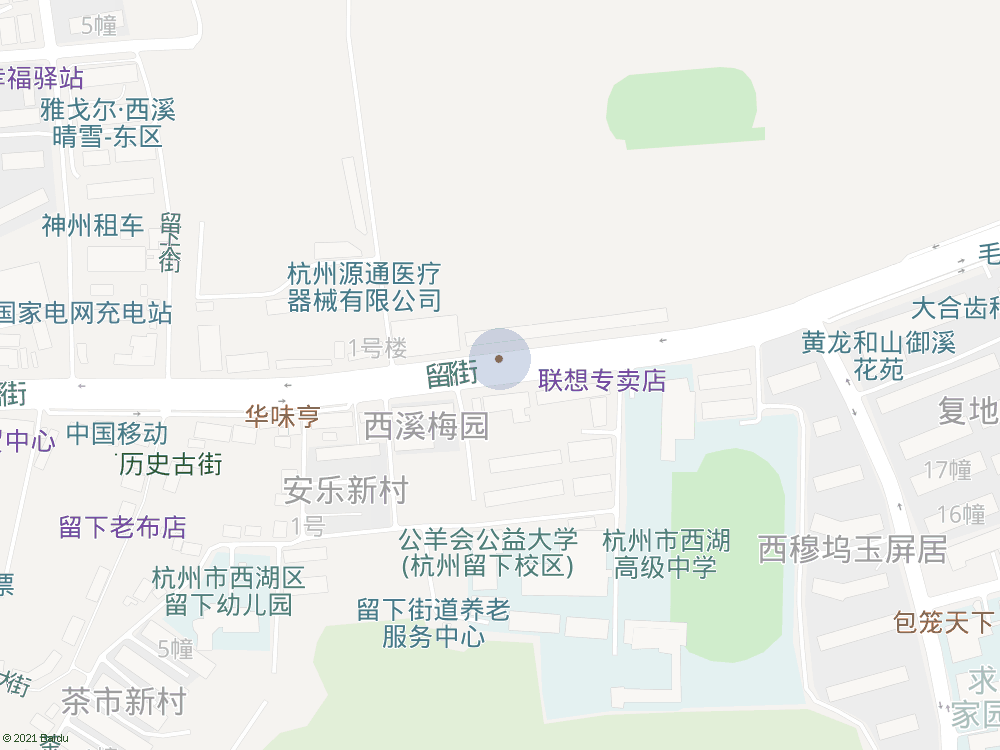 5幢
幸福驿站
雅戈尔·西溪
晴雪-东区
神州租车
留下街
毛
杭州源通医疗
器械有限公司
国家电网充电站
大合齿科
黄龙和山御溪
花苑
1号楼
留街
联想专卖店
街
华味亨
西溪梅园
复地
中国移动
中心
历史古街
17幢
安乐新村
16幢
1号
留下老布店
公羊会公益大学
(杭州留下校区)
杭州市西湖
高级中学
西穆坞玉屏居
票
杭州市西湖区
留下幼儿园
留下街道养老
服务中心
包笼天下
5幢
求
家园
大街
茶市新村
茶
© 2021 Baidu